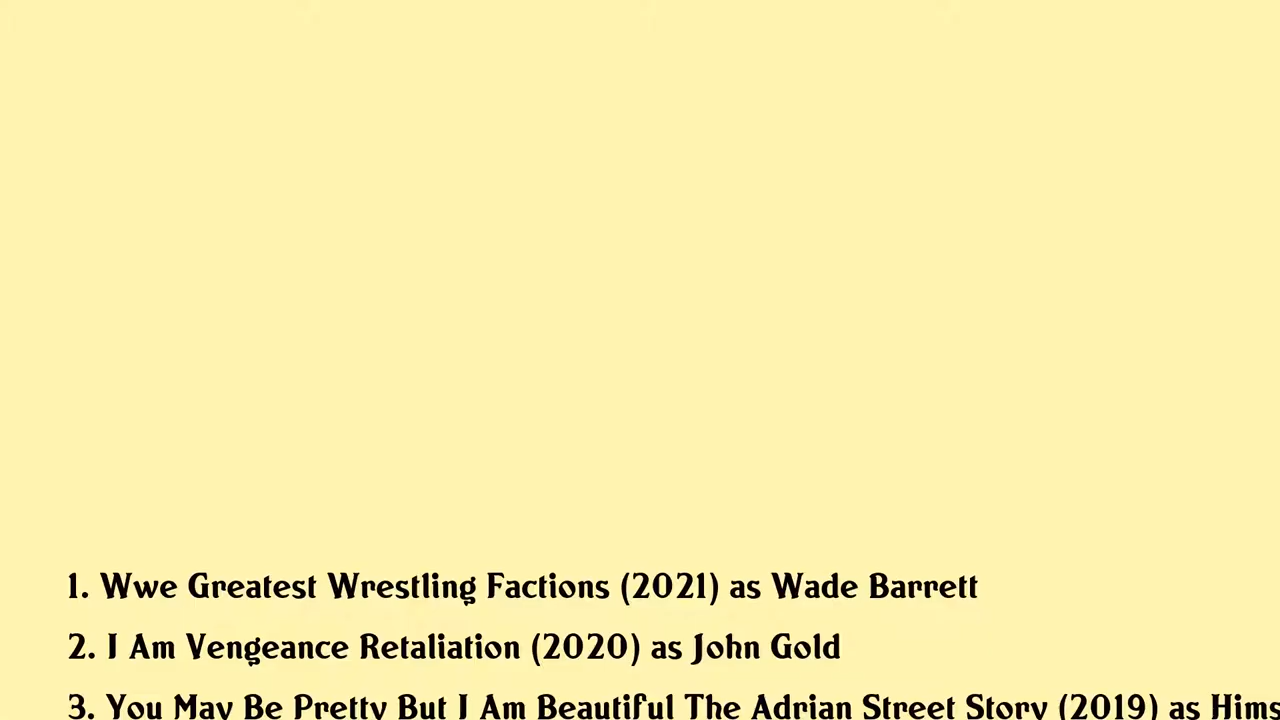 1. Wwe Greatest Wrestling Factions (2021) as Wade Barrett
2. I Am Vengeance Retaliation (2020) as John Gold
3. You May Be Pretty But I Am Beautiful The Adrian Street Story (2019) as Hims